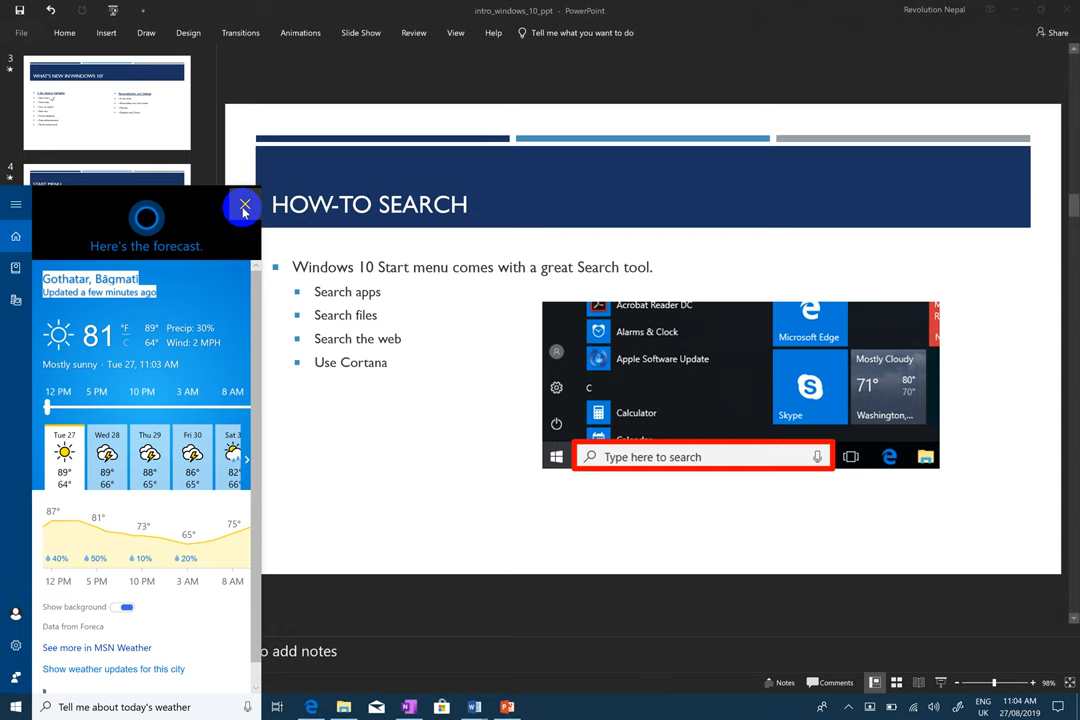 intro_windows_10_ppt - PowerPoint
Revolution Nepal
File Home Insert Draw Design Transitions Animations Slide Show Review View Help Tell me what you want to do Share
3
WHAT'S NEW IN WINDOWS 10?
4
START MENU
HOW-TO SEARCH
Windows 10 Start menu comes with a great Search tool.
Search apps
Search files
Search the web
Use Cortana
Acrobat Reader DC
Alarms & Clock
Apple Software Update
C
Calculator
Microsoft Edge
Skype
Mostly Cloudy
71° 80°
70°
Washington,...
Type here to search
Here's the forecast.
Gothatar, Bāgmatī
Updated a few minutes ago
81 °F 89° Precip: 30%
C 64° Wind: 2 MPH
Mostly sunny · Tue 27, 11:03 AM
12 PM 5 PM 10 PM 3 AM 8 AM
Tue 27 Wed 28 Thu 29 Fri 30 Sat 3
89° 89° 88° 86° 82°
64° 66° 66° 65° 65°
87° 81° 73° 65° 75°
40% 50% 10% 20%
12 PM 5 PM 10 PM 3 AM 8 AM
Show background
Data from Foreca
See more in MSN Weather
Show weather updates for this city
o add notes
Notes Comments 98%
Tell me about today's weather
ENG 11:04 AM
UK 27/08/2019